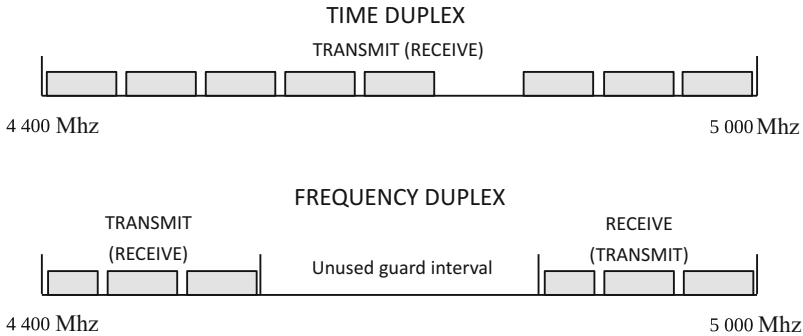 TIME DUPLEX
TRANSMIT (RECEIVE)
4 400 Mhz
5 000 Mhz
FREQUENCY DUPLEX
TRANSMIT
(RECEIVE)
Unused guard interval
RECEIVE
(TRANSMIT)
4 400 Mhz
5 000 Mhz